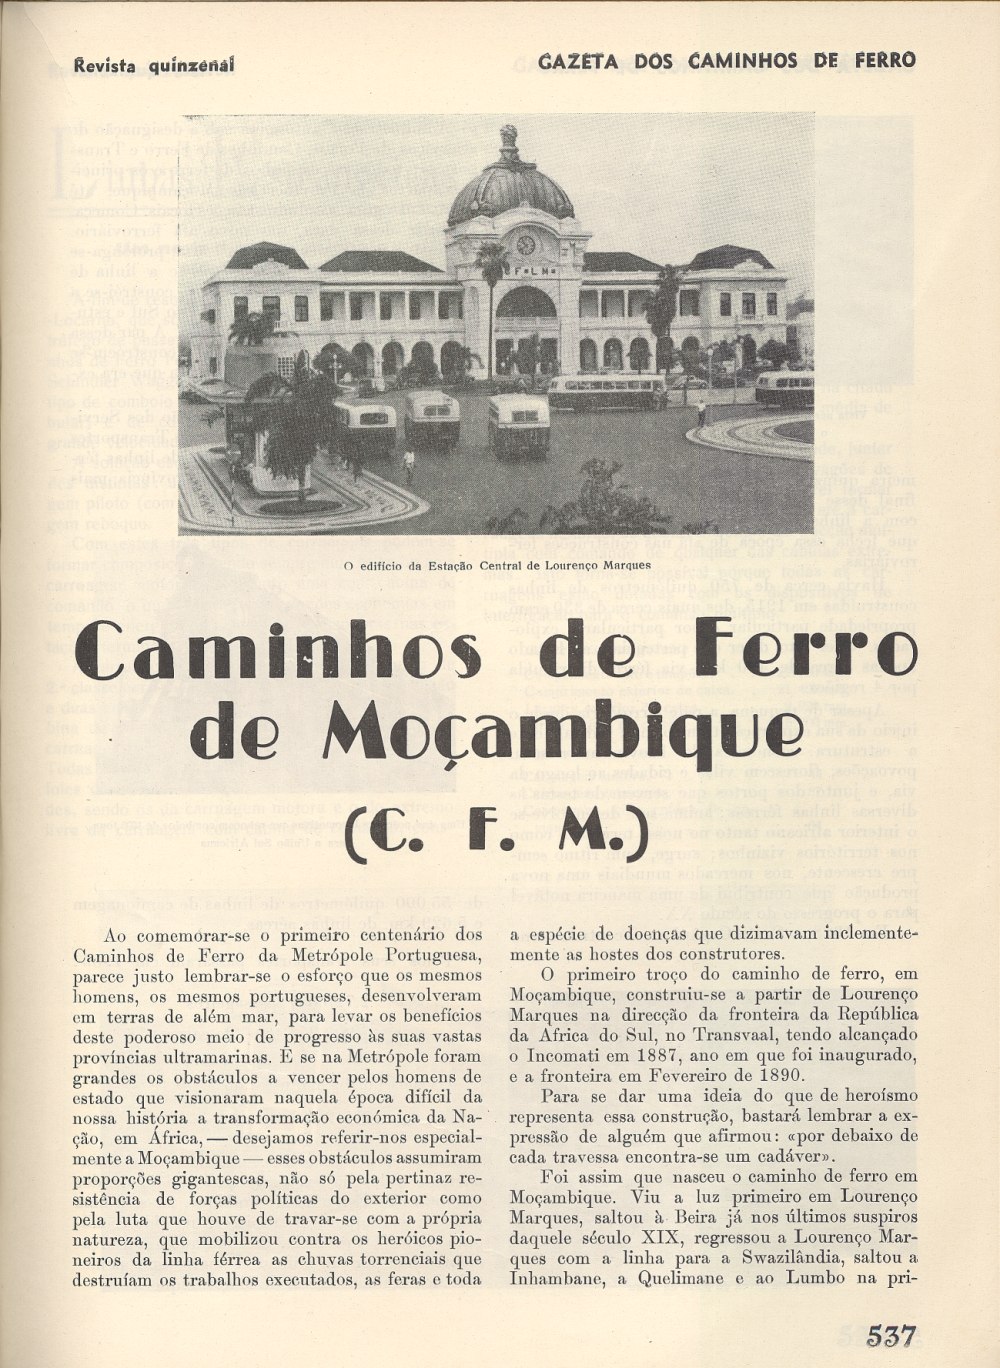 Revista quinzenal
GAZETA DOS CAMINHOS DE FERRO
C F L M
O edifício da Estação Central de Lourenço Marques
Caminhos de Ferro
de Moçambique
(C. F. M.)
Ao comemorar-se o primeiro centenário dos
Caminhos de Ferro da Metrópole Portuguesa,
parece justo lembrar-se o esforço que os mesmos
homens, os mesmos portugueses, desenvolveram
em terras de além mar, para levar os benefícios
deste poderoso meio de progresso às suas vastas
províncias ultramarinas. E se na Metrópole foram
grandes os obstáculos a vencer pelos homens de
estado que visionaram naquela época difícil da
nossa história a transformação económica da Na-
ção, em África, — desejamos referir-nos especial-
mente a Moçambique — esses obstáculos assumiram
proporções gigantescas, não só pela pertinaz re-
sistência de forças políticas do exterior como
pela luta que houve de travar-se com a própria
natureza, que mobilizou contra os heróicos pio-
neiros da linha férrea as chuvas torrenciais que
destruíam os trabalhos executados, as feras e toda
a espécie de doenças que dizimavam inclemente-
mente as hostes dos construtores.
O primeiro troço do caminho de ferro, em
Moçambique, construiu-se a partir de Lourenço
Marques na direcção da fronteira da República
da Africa do Sul, no Transvaal, tendo alcançado
o Incomati em 1887, ano em que foi inaugurado,
e a fronteira em Fevereiro de 1890.
Para se dar uma ideia do que de heroísmo
representa essa construção, bastará lembrar a ex-
pressão de alguém que afirmou: «por debaixo de
cada travessa encontra-se um cadáver».
Foi assim que nasceu o caminho de ferro em
Moçambique. Viu a luz primeiro em Lourenço
Marques, saltou à Beira já nos últimos suspiros
daquele século XIX, regressou a Lourenço Mar-
ques com a linha para a Swazilândia, saltou a
Inhambane, a Quelimane e ao Lumbo na pri-
537